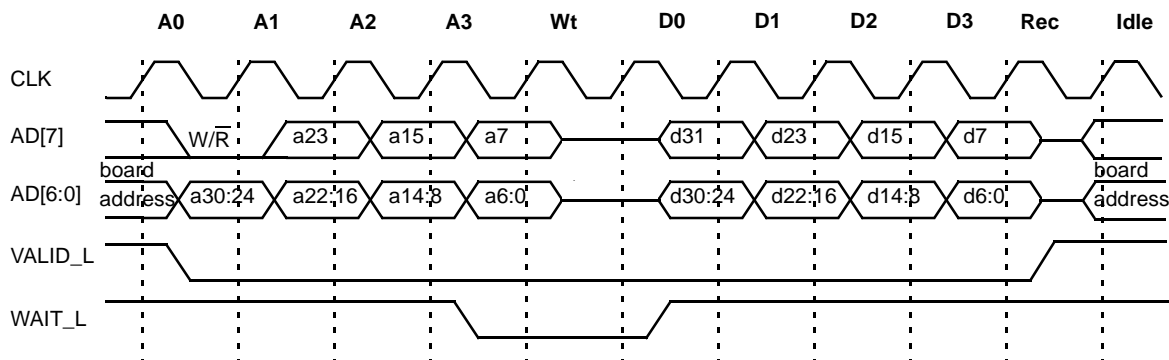 A0 A1 A2 A3 Wt D0 D1 D2 D3 Rec Idle
CLK
AD[7] W/R̅ a23 a15 a7 d31 d23 d15 d7
board board
AD[6:0] address a30:24 a22:16 a14:8 a6:0 d30:24 d22:16 d14:8 d6:0 address
VALID_L
WAIT_L